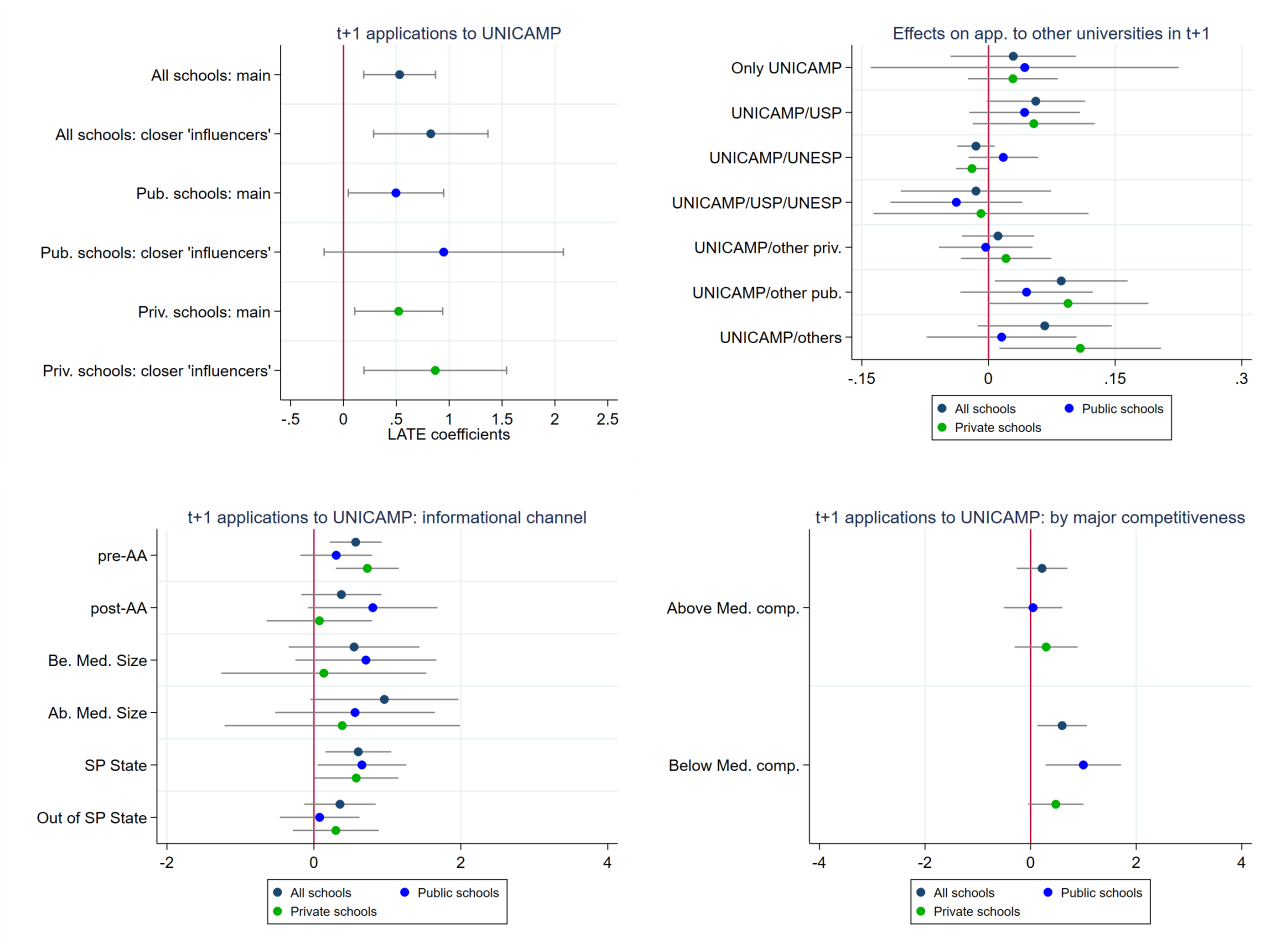 t+1 applications to UNICAMP
All schools: main
All schools: closer 'influencers'
Pub. schools: main
Pub. schools: closer 'influencers'
Priv. schools: main
Priv. schools: closer 'influencers'
-.5 0 .5 1 1.5 2 2.5
LATE coefficients
Effects on app. to other universities in t+1
Only UNICAMP
UNICAMP/USP
UNICAMP/UNESP
UNICAMP/USP/UNESP
UNICAMP/other priv.
UNICAMP/other pub.
UNICAMP/others
-.15 0 .15 .3
All schools Public schools
Private schools
t+1 applications to UNICAMP: informational channel
pre-AA
post-AA
Be. Med. Size
Ab. Med. Size
SP State
Out of SP State
-2 0 2 4
All schools Public schools
Private schools
t+1 applications to UNICAMP: by major competitiveness
Above Med. comp.
Below Med. comp.
-4 -2 0 2 4
All schools Public schools
Private schools